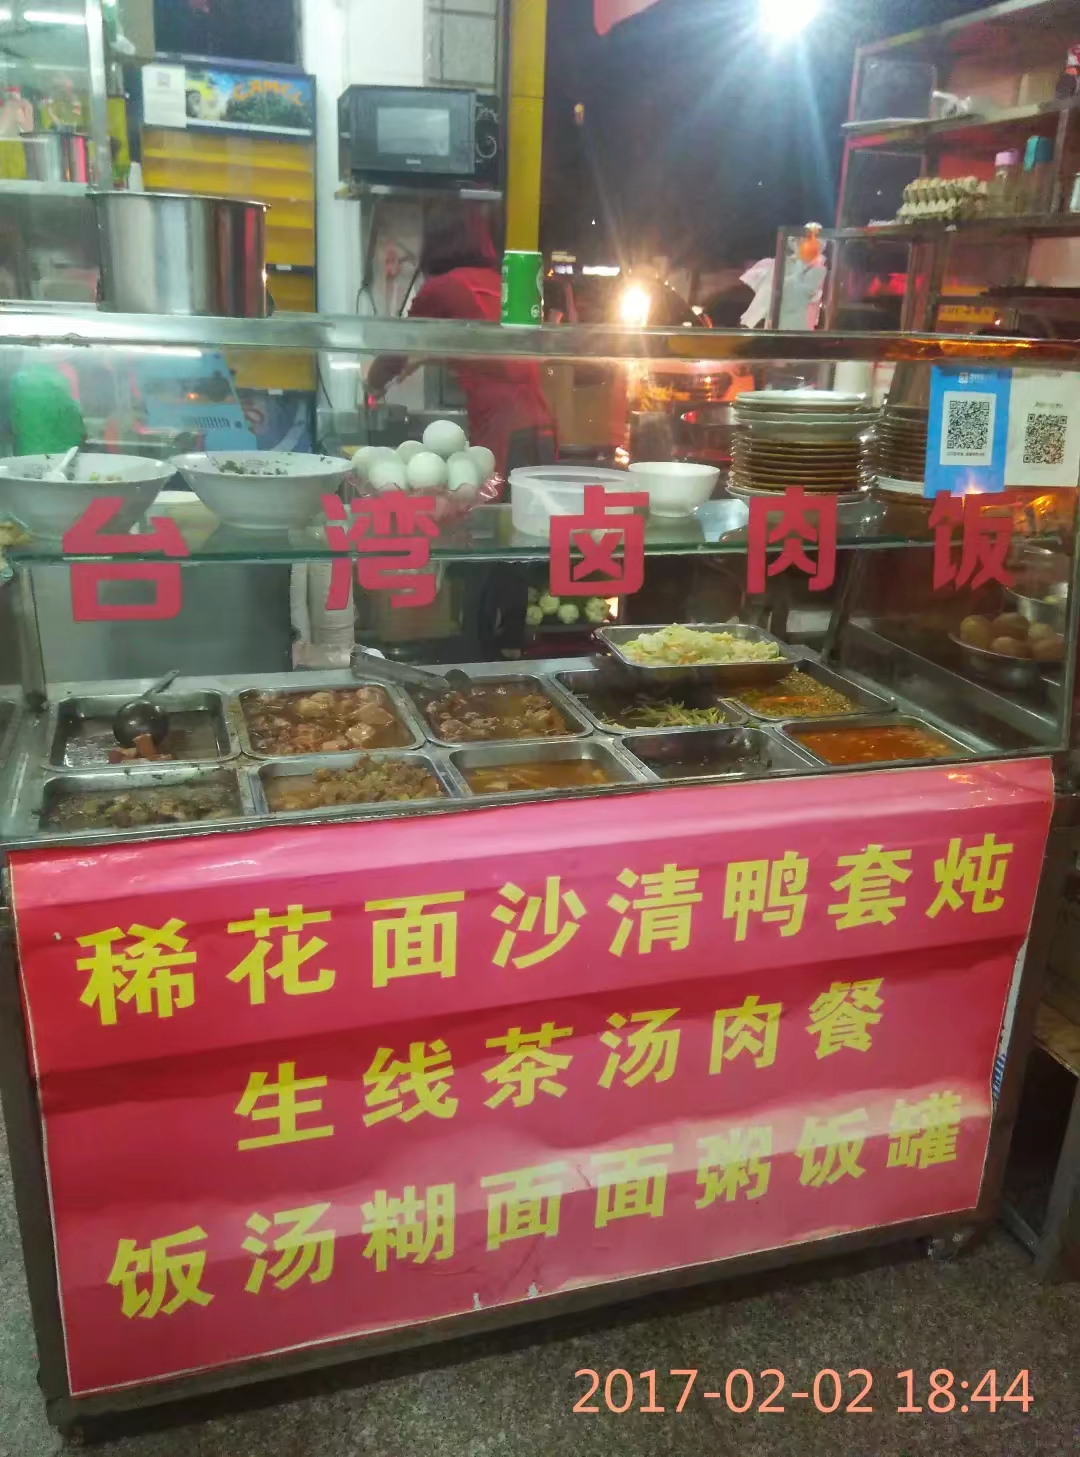 CAMEL
台湾卤肉饭
稀花面沙清鸭套炖
生线茶汤肉餐
饭汤糊面面粥饭罐
2017-02-02 18:44